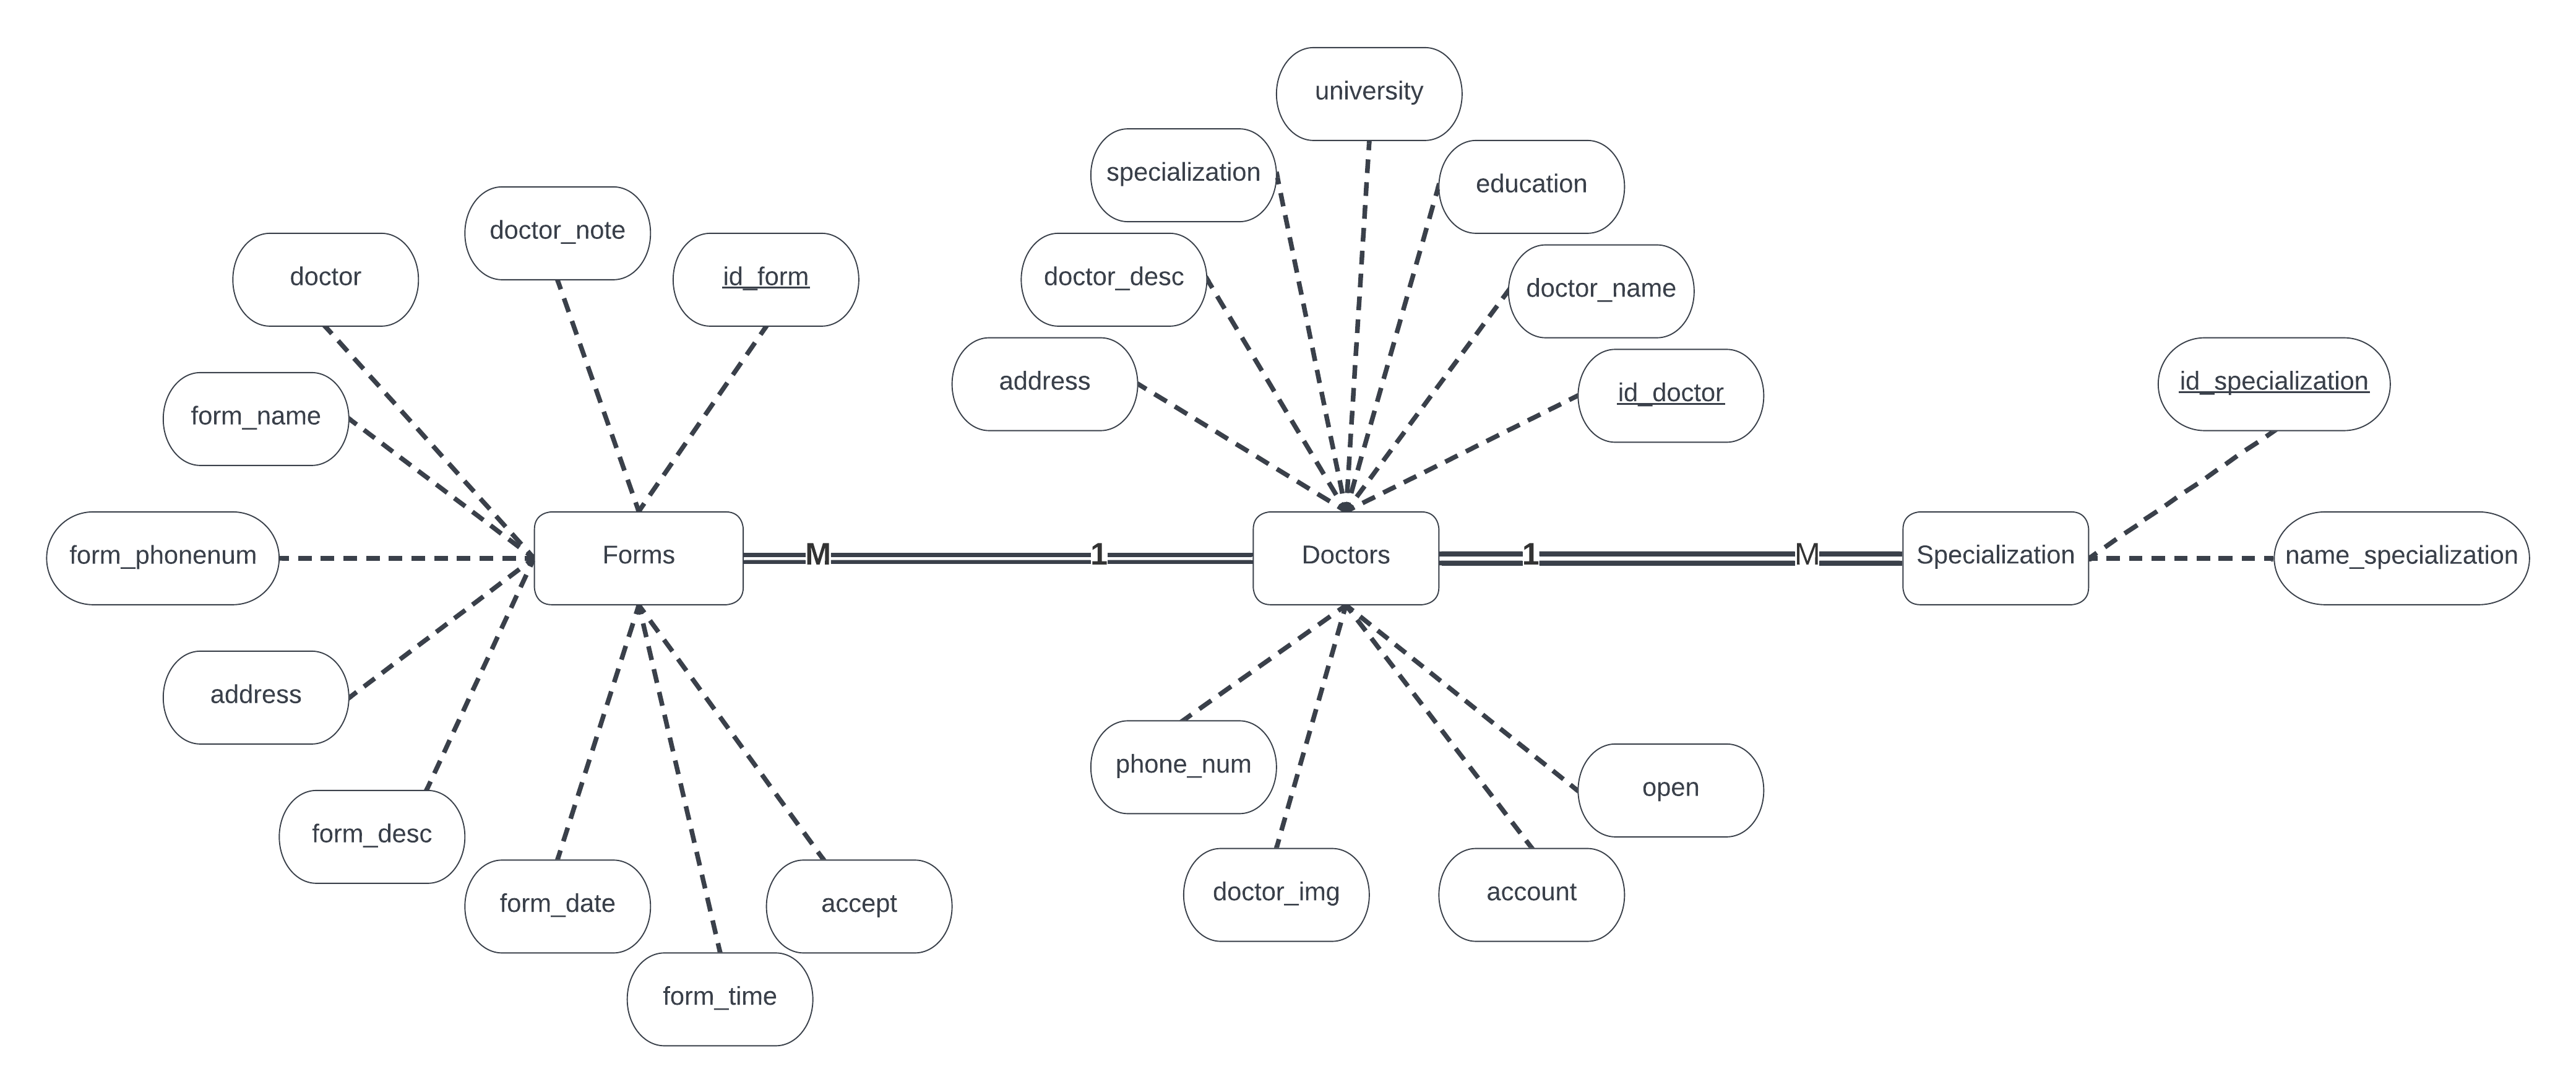 university
specialization
education
doctor_note
doctor
id_form
doctor_desc
doctor_name
address
id_doctor
id_specialization
form_name
form_phonenum
Forms
M
1
Doctors
1
M
Specialization
name_specialization
address
phone_num
open
form_desc
form_date
accept
doctor_img
account
form_time